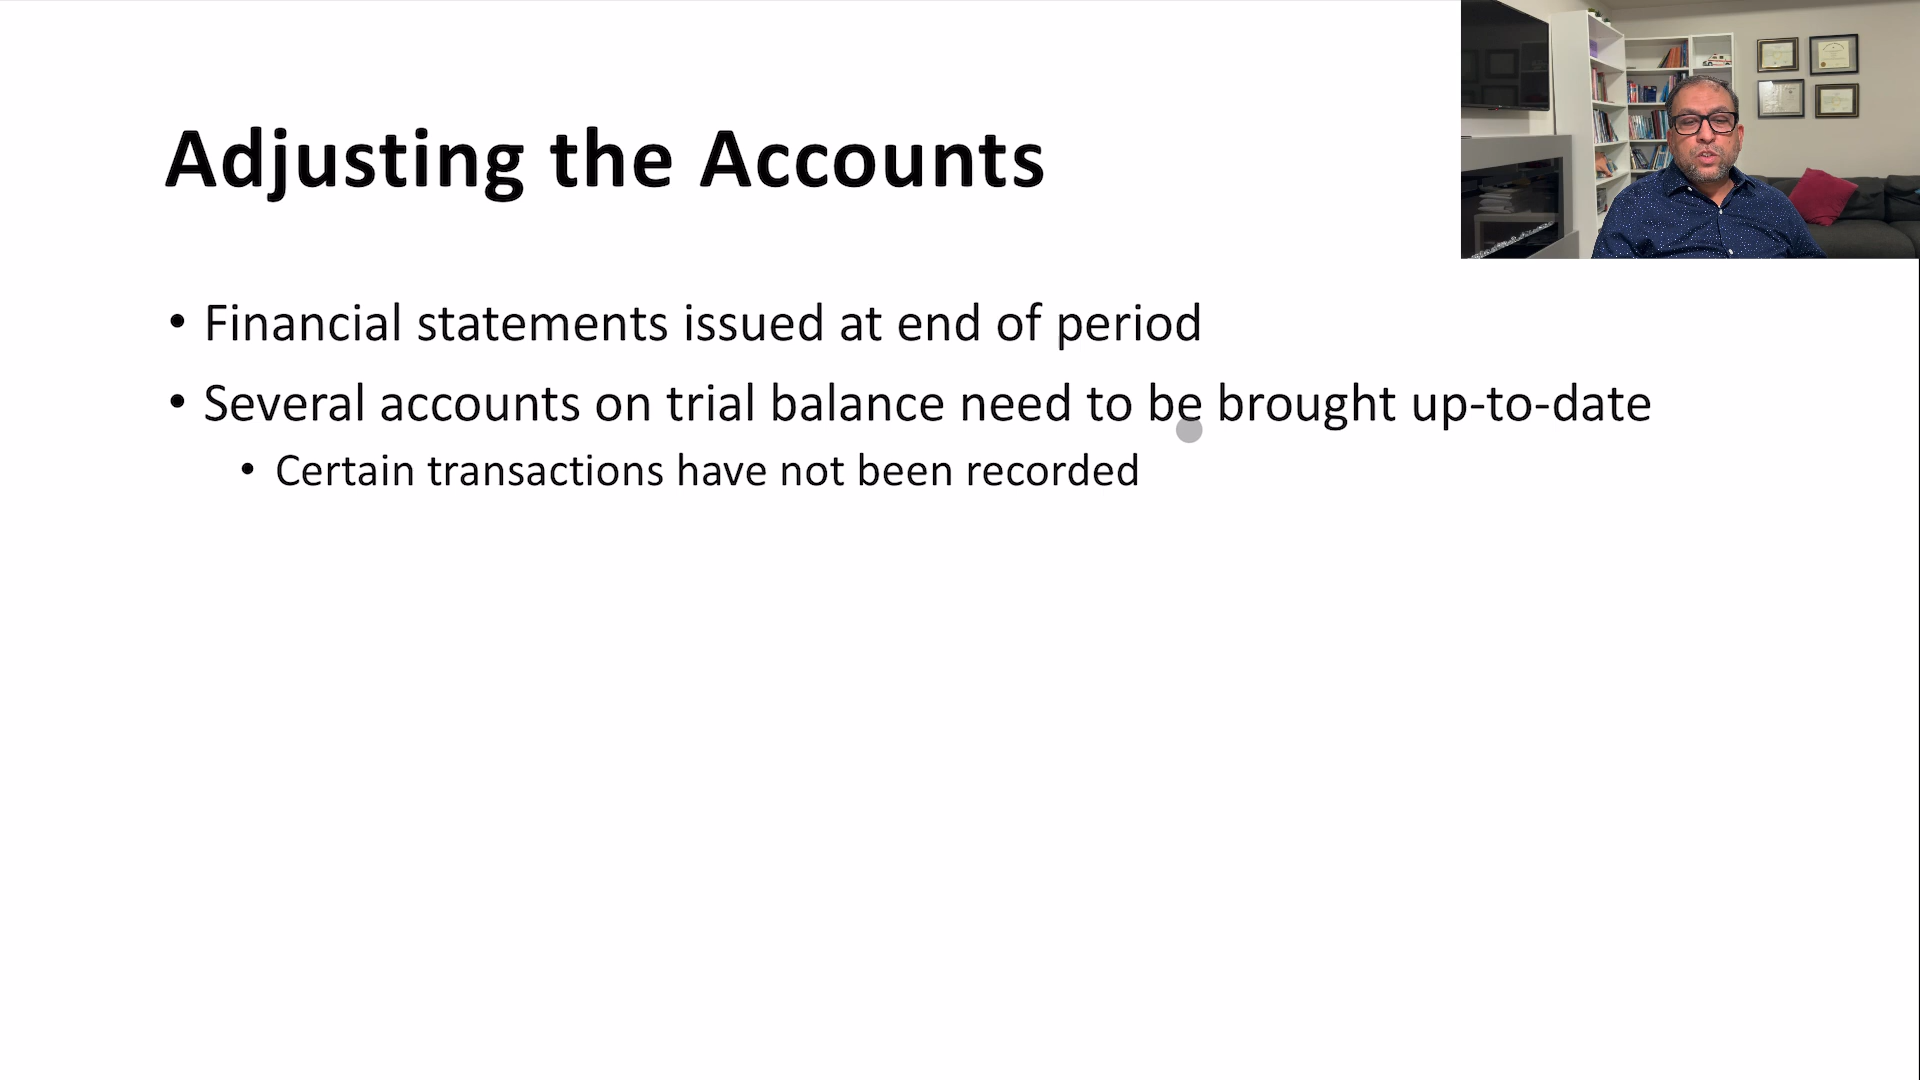 Adjusting the Accounts
• Financial statements issued at end of period
• Several accounts on trial balance need to be brought up-to-date
• Certain transactions have not been recorded